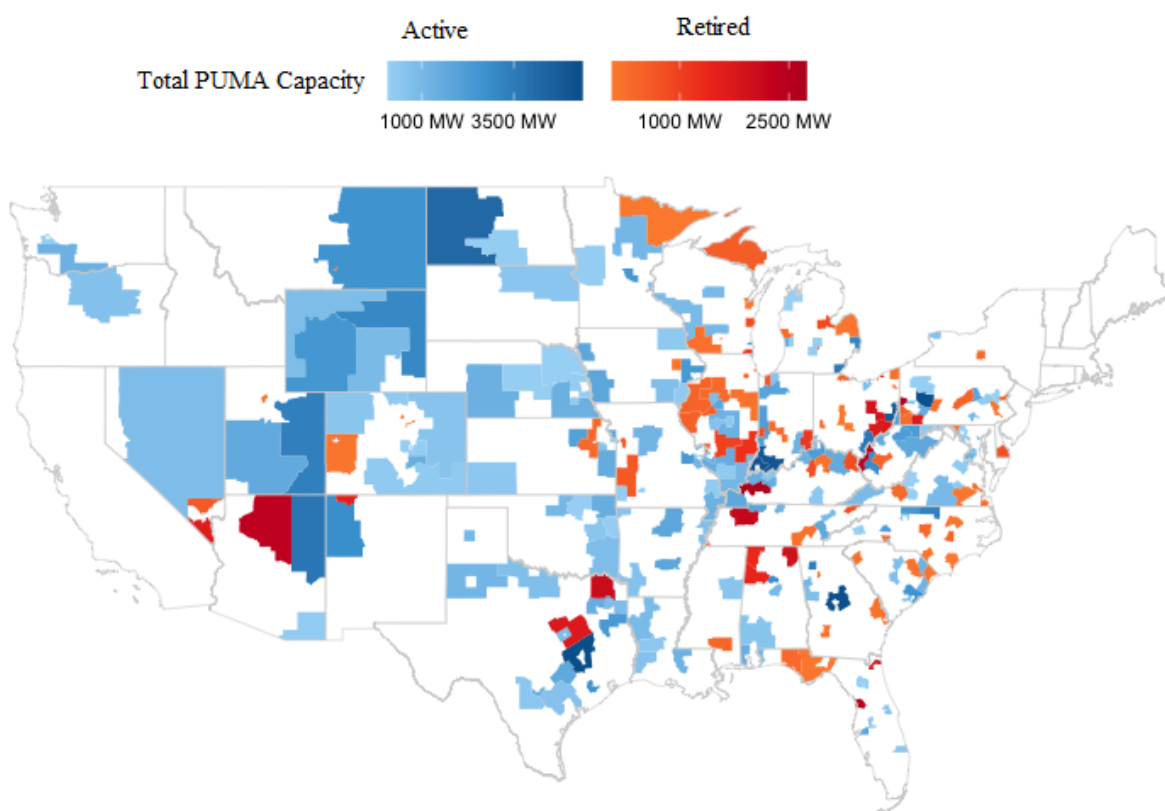 Active Retired
Total PUMA Capacity
1000 MW 3500 MW 1000 MW 2500 MW